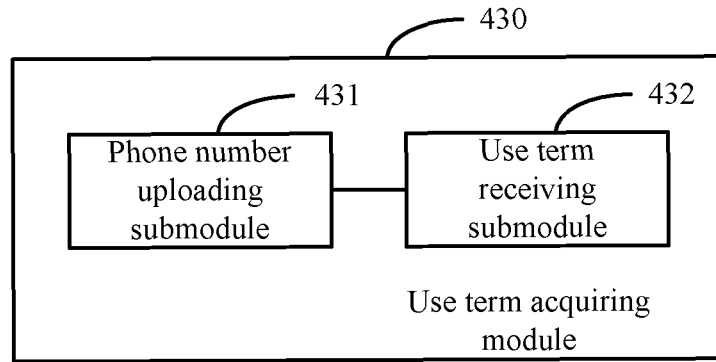 430
431
432
Phone number
uploading
submodule
Use term
receiving
submodule
Use term acquiring
module